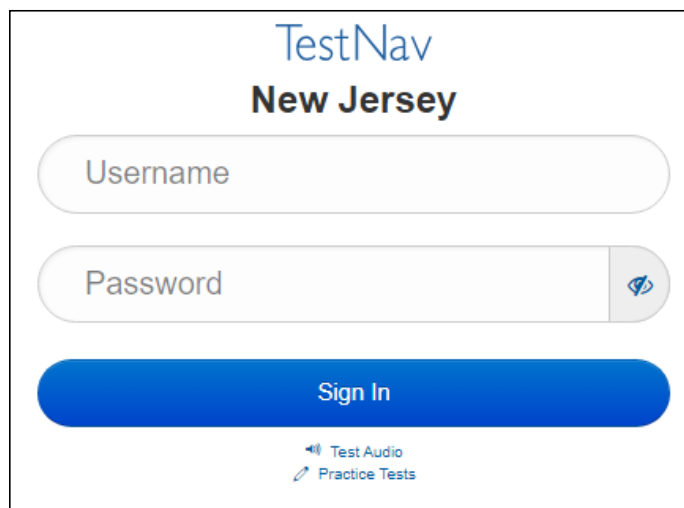 TestNav
New Jersey
Username
Password
Sign In
Test Audio
Practice Tests